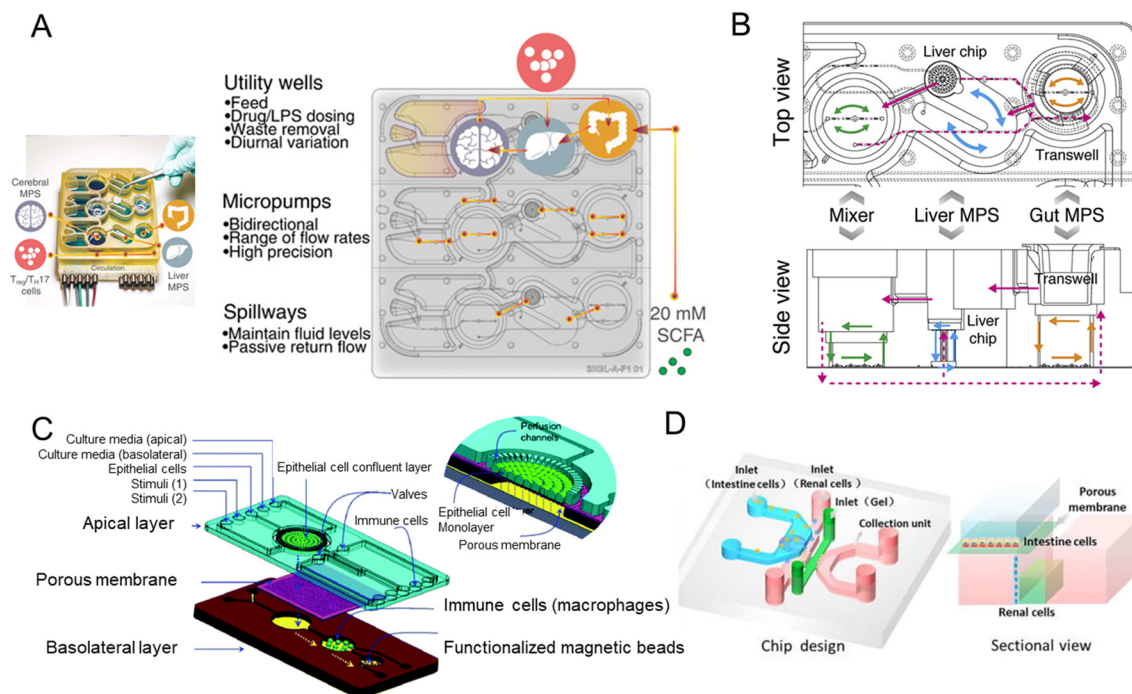 A
Utility wells
•Feed
•Drug/LPS dosing
•Waste removal
•Diurnal variation
Micropumps
•Bidirectional
•Range of flow rates
•High precision
Spillways
•Maintain fluid levels
•Passive return flow
Cerebral
MPS
Treg/TH17
cells
Circulation
Liver
MPS
20 mM
SCFA
B
Top view
Liver chip
Transwell
Mixer
Liver MPS
Gut MPS
Side view
Transwell
Liver
chip
C
Culture media (apical)
Culture media (basolateral)
Epithelial cells
Stimuli (1)
Stimuli (2)
Apical layer
Porous membrane
Basolateral layer
Epithelial cell confluent layer
Valves
Immune cells
Perfusion
channels
Epithelial cell
Monolayer
Porous membrane
Immune cells (macrophages)
Functionalized magnetic beads
D
Inlet
(Intestine cells)
Inlet
(Renal cells)
Inlet (Gel)
Collection unit
Chip design
Porous
membrane
Intestine cells
Renal cells
Sectional view